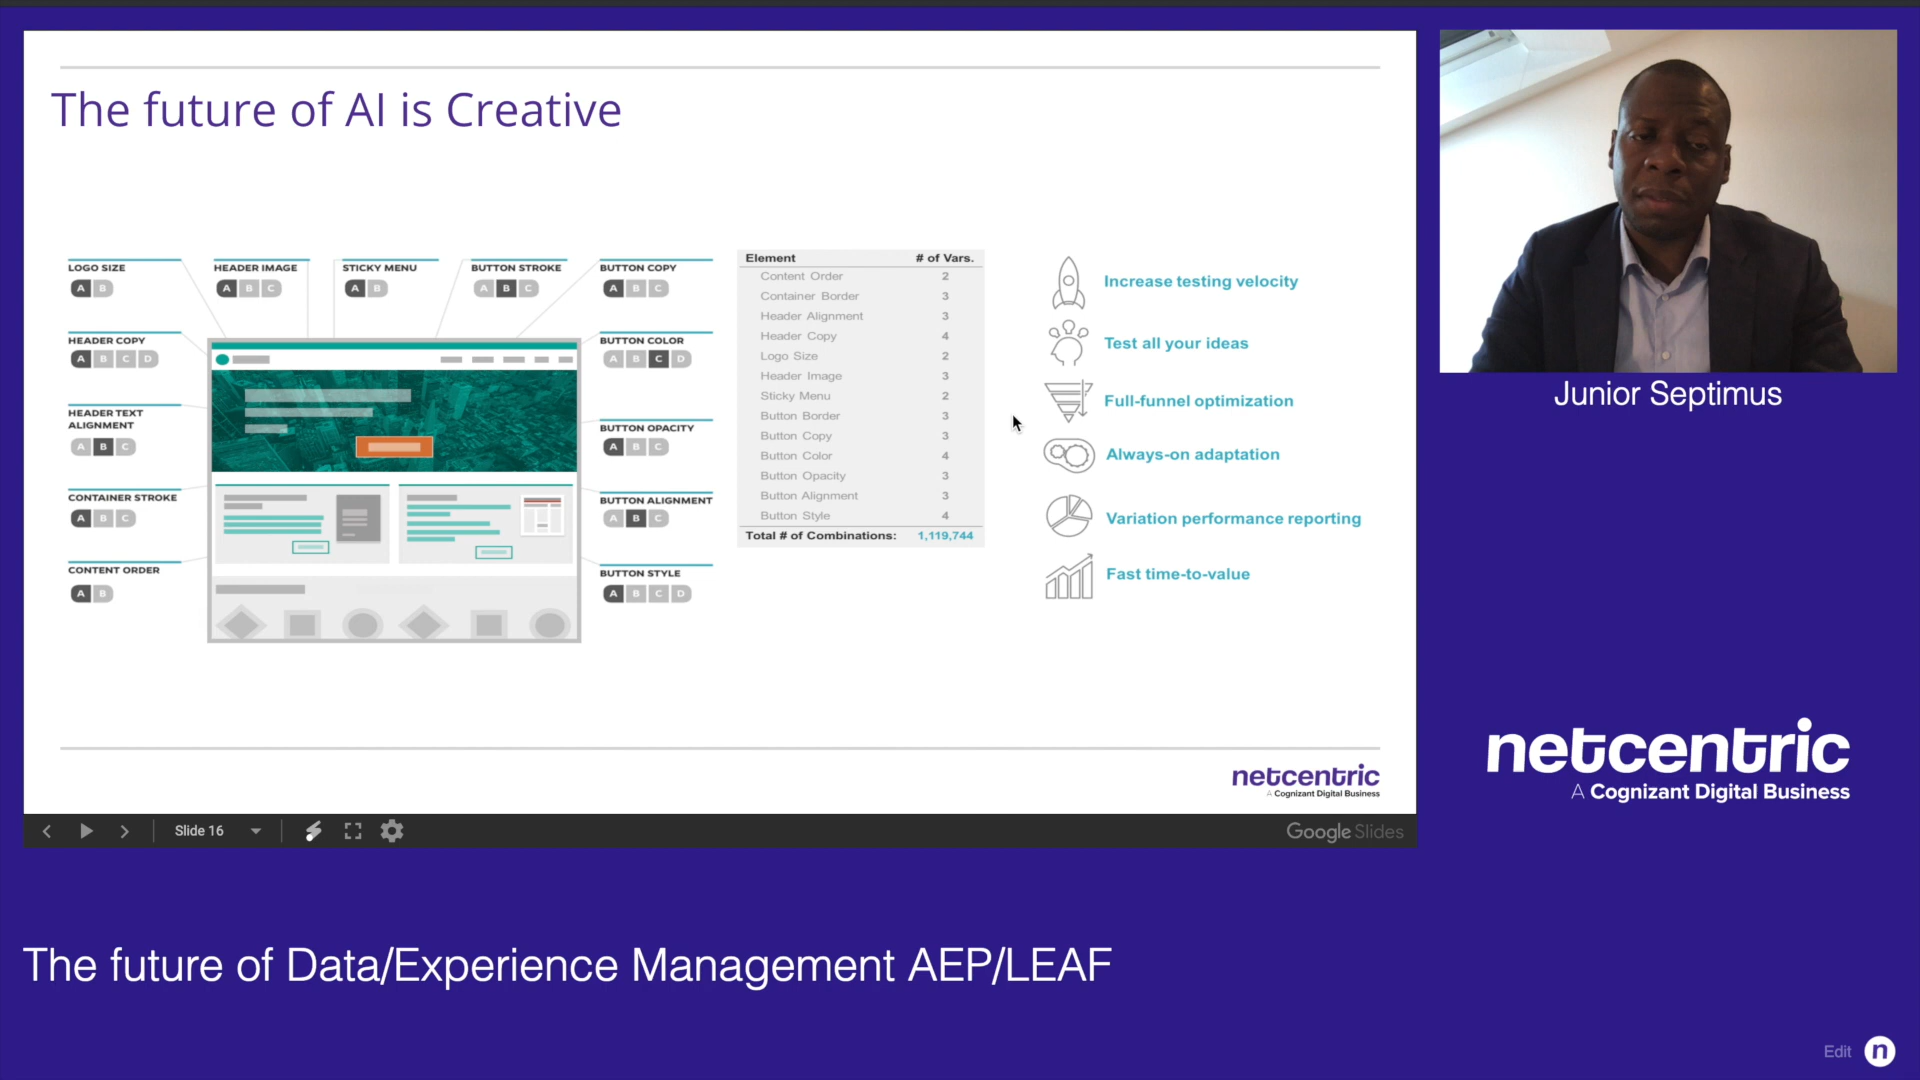 The future of AI is Creative
LOGO SIZE
A B
HEADER IMAGE
A B C
STICKY MENU
A B
BUTTON STROKE
A B C
BUTTON COPY
A B C
HEADER COPY
A B C D
BUTTON COLOR
A B C D
HEADER TEXT
ALIGNMENT
A B C
BUTTON OPACITY
A B C
CONTAINER STROKE
A B C
BUTTON ALIGNMENT
A B C
CONTENT ORDER
A B
BUTTON STYLE
A B C D
Element # of Vars.
Content Order 2
Container Border 3
Header Alignment 3
Header Copy 4
Logo Size 2
Header Image 3
Sticky Menu 2
Button Border 3
Button Copy 3
Button Color 4
Button Opacity 3
Button Alignment 3
Button Style 4
Total # of Combinations: 1,119,744
Increase testing velocity
Test all your ideas
Full-funnel optimization
Always-on adaptation
Variation performance reporting
Fast time-to-value
netcentric
A Cognizant Digital Business
Slide 16
Google Slides
Junior Septimus
netcentric
A Cognizant Digital Business
The future of Data/Experience Management AEP/LEAF
Edit n